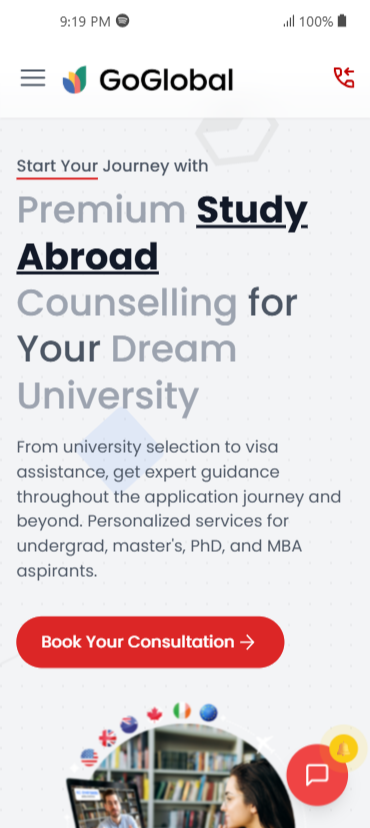 9:19 PM
100%
GoGlobal
Start Your Journey with
Premium Study
Abroad
Counselling for
Your Dream
University
From university selection to visa
assistance, get expert guidance
throughout the application journey and
beyond. Personalized services for
undergrad, master's, PhD, and MBA
aspirants.
Book Your Consultation →